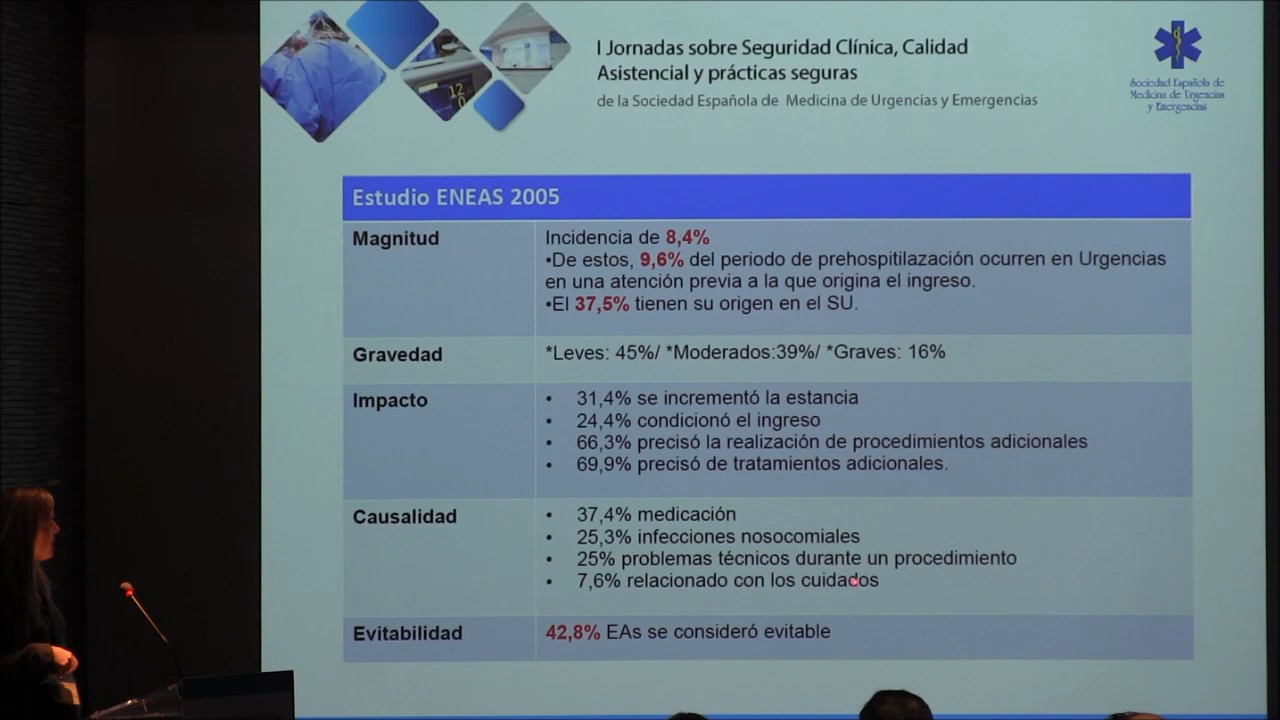 I Jornadas sobre Seguridad Clínica, Calidad
Asistencial y prácticas seguras
de la Sociedad Española de Medicina de Urgencias y Emergencias
Sociedad Española de
Medicina de Urgencias
y Emergencias
12
0
Estudio ENEAS 2005
Magnitud
Incidencia de 8,4%
•De estos, 9,6% del periodo de prehospitilazación ocurren en Urgencias
en una atención previa a la que origina el ingreso.
•El 37,5% tienen su origen en el SU.
Gravedad
*Leves: 45%/ *Moderados:39%/ *Graves: 16%
Impacto
• 31,4% se incrementó la estancia
• 24,4% condicionó el ingreso
• 66,3% precisó la realización de procedimientos adicionales
• 69,9% precisó de tratamientos adicionales.
Causalidad
• 37,4% medicación
• 25,3% infecciones nosocomiales
• 25% problemas técnicos durante un procedimiento
• 7,6% relacionado con los cuidados
Evitabilidad
42,8% EAs se consideró evitable